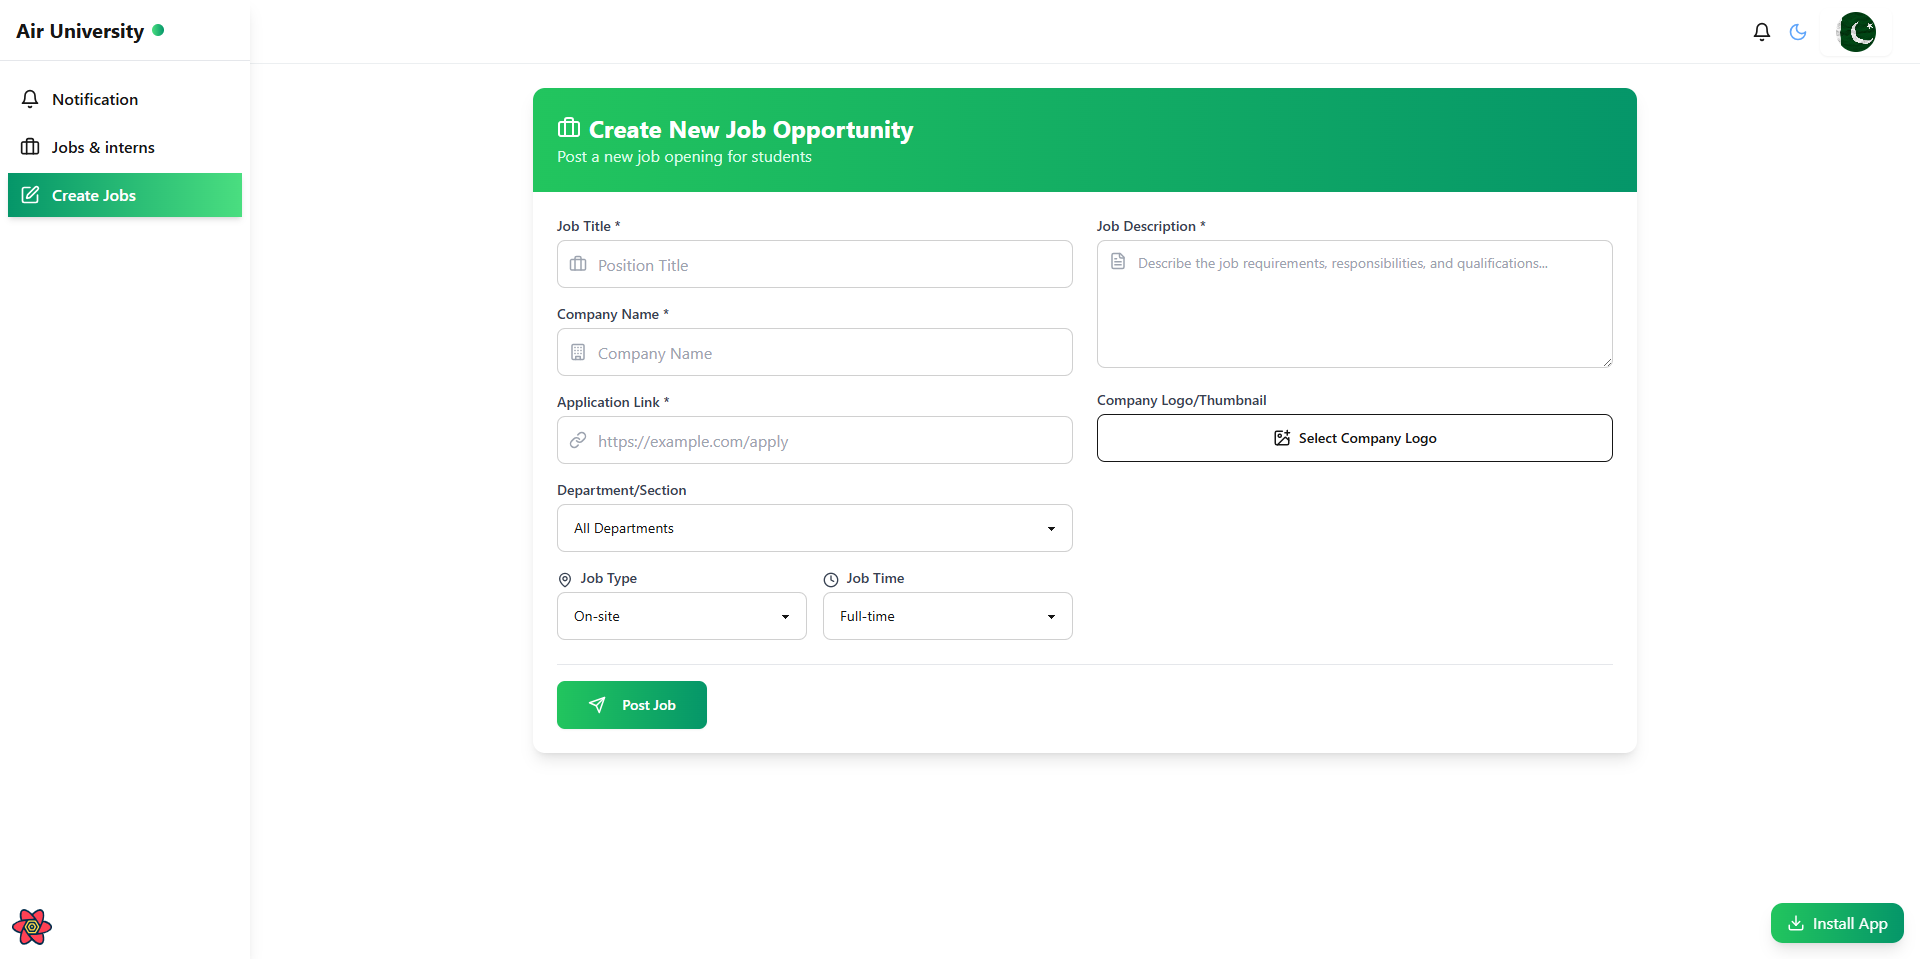 Air University
Notification
Jobs & interns
Create Jobs
Create New Job Opportunity
Post a new job opening for students
Job Title *
Position Title
Company Name *
Company Name
Application Link *
https://example.com/apply
Department/Section
All Departments
Job Type
On-site
Job Time
Full-time
Job Description *
Describe the job requirements, responsibilities, and qualifications...
Company Logo/Thumbnail
Select Company Logo
Post Job
Install App